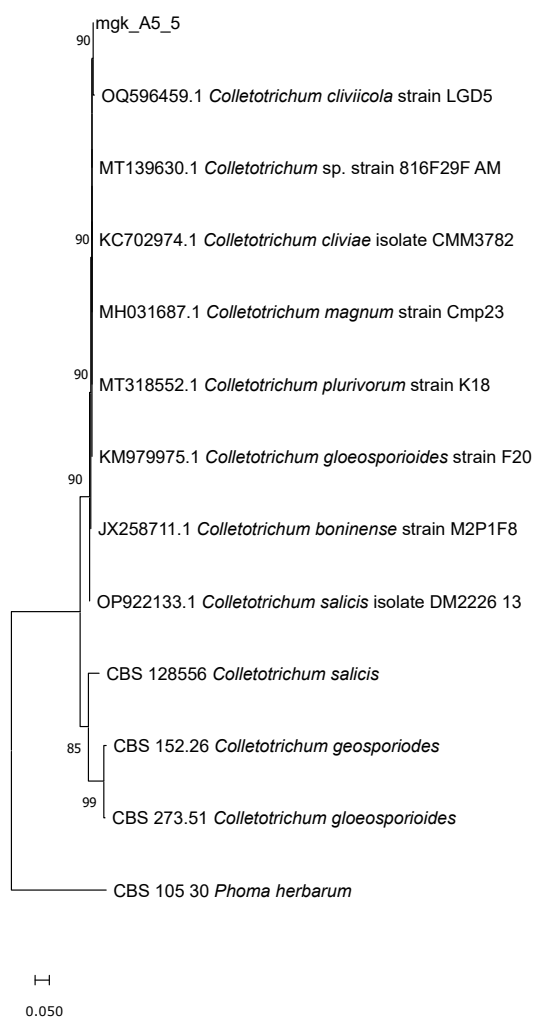 mgk_A5_5
90
OQ596459.1 Colletotrichum cliviicola strain LGD5
MT139630.1 Colletotrichum sp. strain 816F29F AM
90
KC702974.1 Colletotrichum cliviae isolate CMM3782
MH031687.1 Colletotrichum magnum strain Cmp23
90
MT318552.1 Colletotrichum plurivorum strain K18
KM979975.1 Colletotrichum gloeosporioides strain F20
90
JX258711.1 Colletotrichum boninense strain M2P1F8
OP922133.1 Colletotrichum salicis isolate DM2226 13
CBS 128556 Colletotrichum salicis
85
CBS 152.26 Colletotrichum geosporiodes
99
CBS 273.51 Colletotrichum gloeosporioides
CBS 105 30 Phoma herbarum
0.050